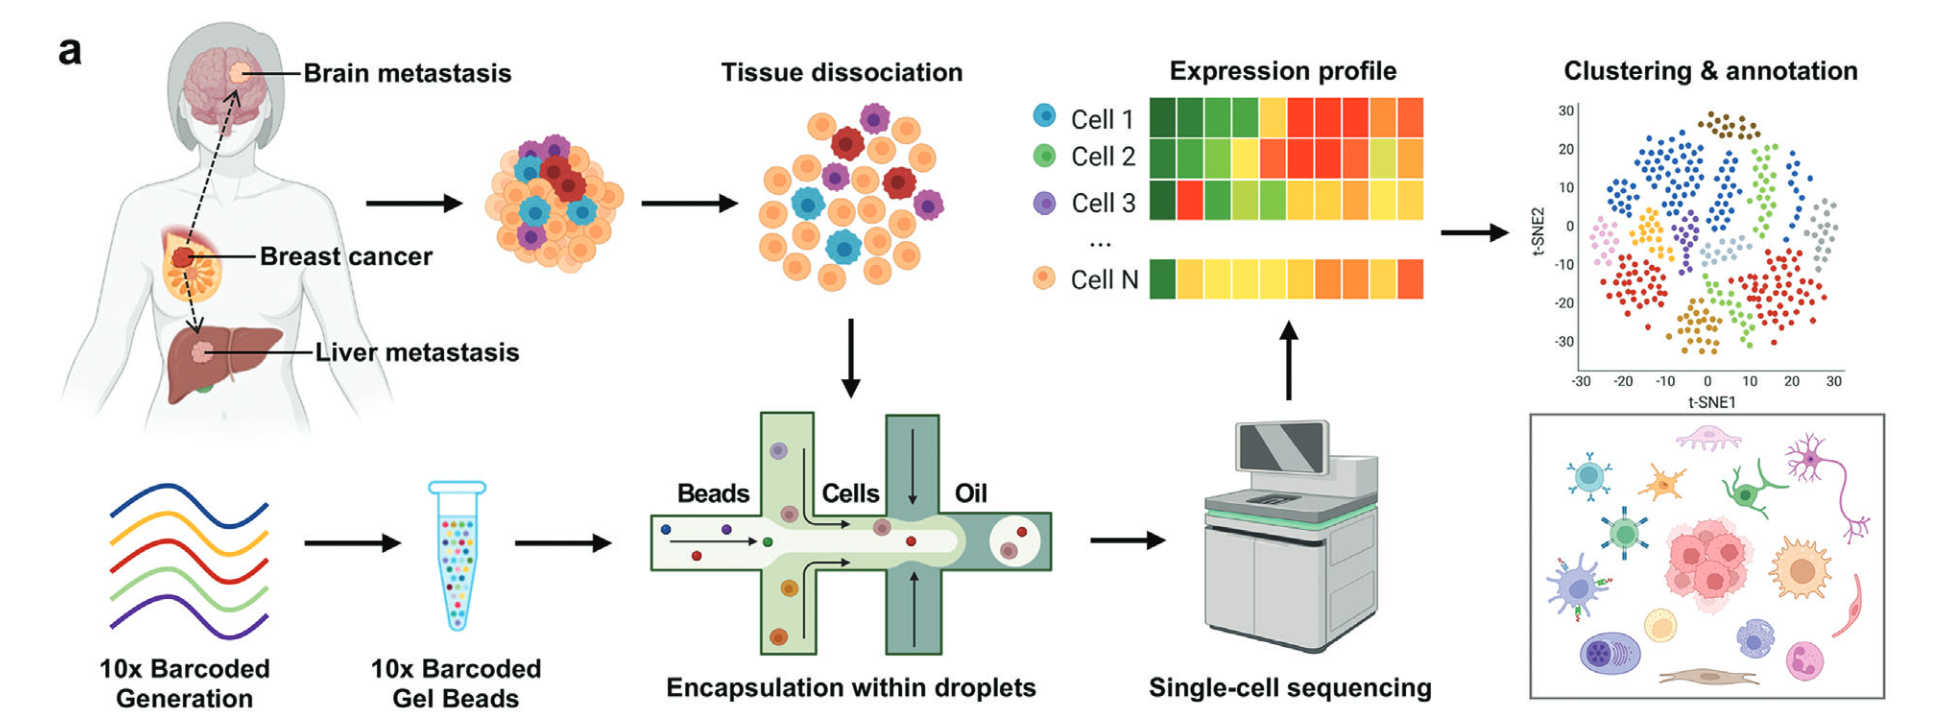 a
Brain metastasis
Breast cancer
Liver metastasis
Tissue dissociation
Expression profile
Cell 1
Cell 2
Cell 3
...
Cell N
Clustering & annotation
t-SNE2
30
20
10
0
-10
-20
-30
-30 -20 -10 0 10 20 30
t-SNE1
Beads
Cells
Oil
10x Barcoded
Generation
10x Barcoded
Gel Beads
Encapsulation within droplets
Single-cell sequencing